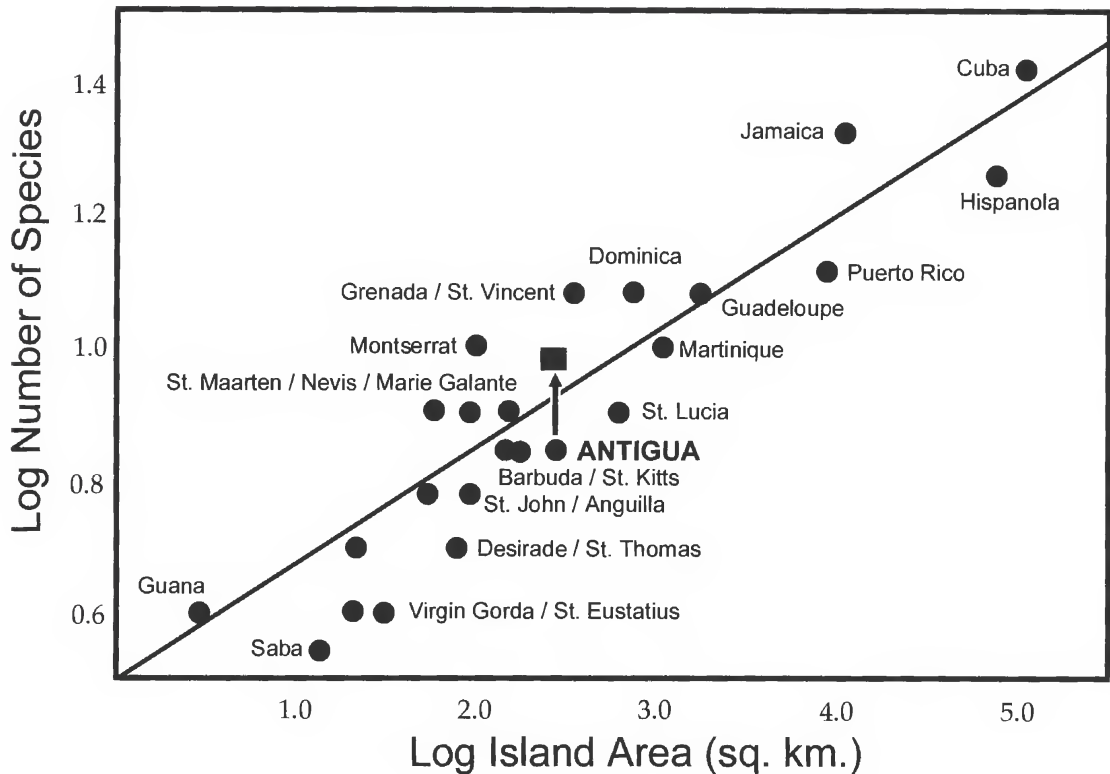 Log Number of Species
1.4
1.2
1.0
0.8
0.6
Cuba
Jamaica
Hispanola
Dominica
Puerto Rico
Grenada / St. Vincent
Guadeloupe
Montserrat
Martinique
St. Maarten / Nevis / Marie Galante
St. Lucia
ANTIGUA
Barbuda / St. Kitts
St. John / Anguilla
Desirade / St. Thomas
Guana
Virgin Gorda / St. Eustatius
Saba
1.0 2.0 3.0 4.0 5.0
Log Island Area (sq. km.)